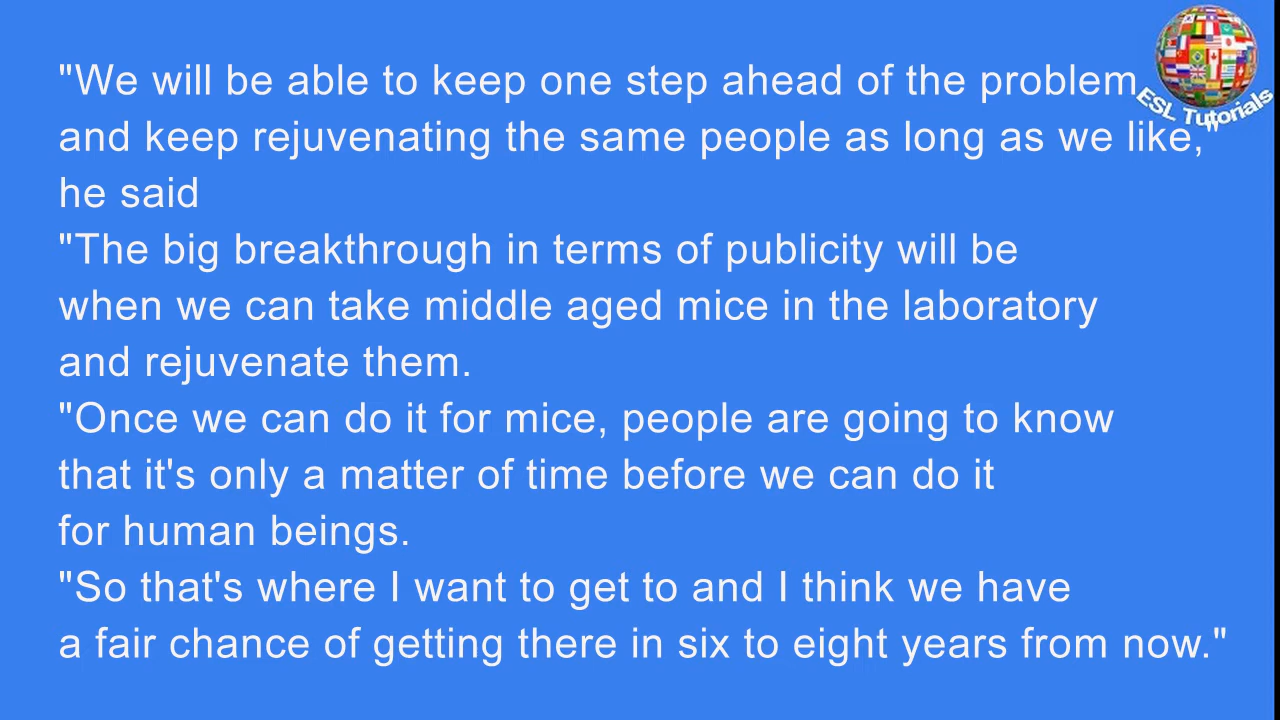 "We will be able to keep one step ahead of the problem
and keep rejuvenating the same people as long as we like,"
he said
"The big breakthrough in terms of publicity will be
when we can take middle aged mice in the laboratory
and rejuvenate them.
"Once we can do it for mice, people are going to know
that it's only a matter of time before we can do it
for human beings.
"So that's where I want to get to and I think we have
a fair chance of getting there in six to eight years from now."
ESL Tutorials